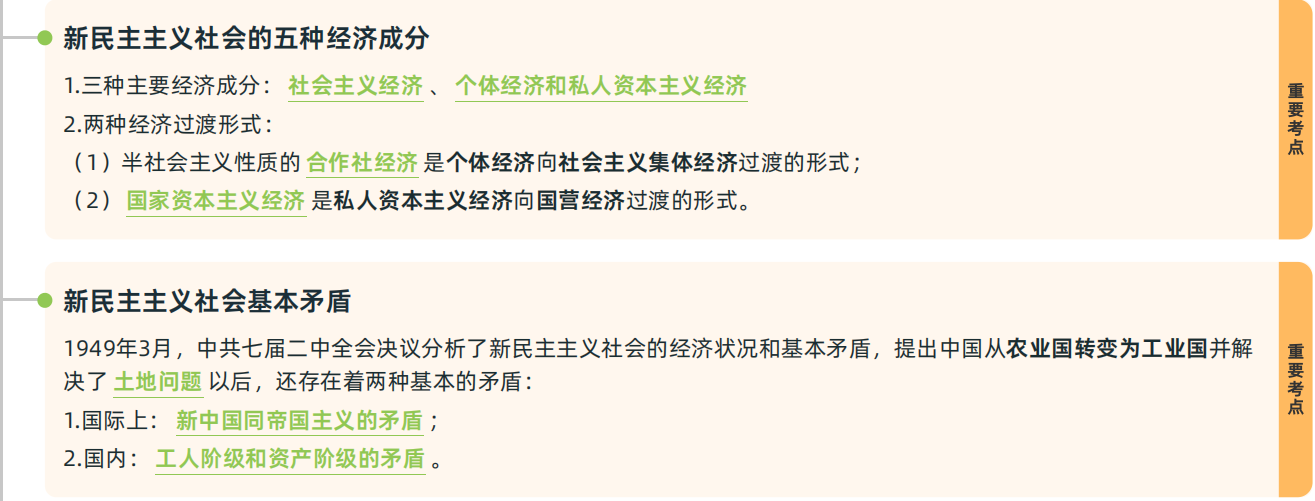 新民主主义社会的五种经济成分
1.三种主要经济成分：社会主义经济、个体经济和私人资本主义经济
2.两种经济过渡形式：
（1）半社会主义性质的合作社经济是个体经济向社会主义集体经济过渡的形式；
（2）国家资本主义经济是私人资本主义经济向国营经济过渡的形式。
重要考点
新民主主义社会基本矛盾
1949年3月，中共七届二中全会决议分析了新民主主义社会的经济状况和基本矛盾，提出中国从农业国转变为工业国并解
决了土地问题以后，还存在着两种基本的矛盾：
1.国际上：新中国同帝国主义的矛盾；
2.国内：工人阶级和资产阶级的矛盾。
重要考点